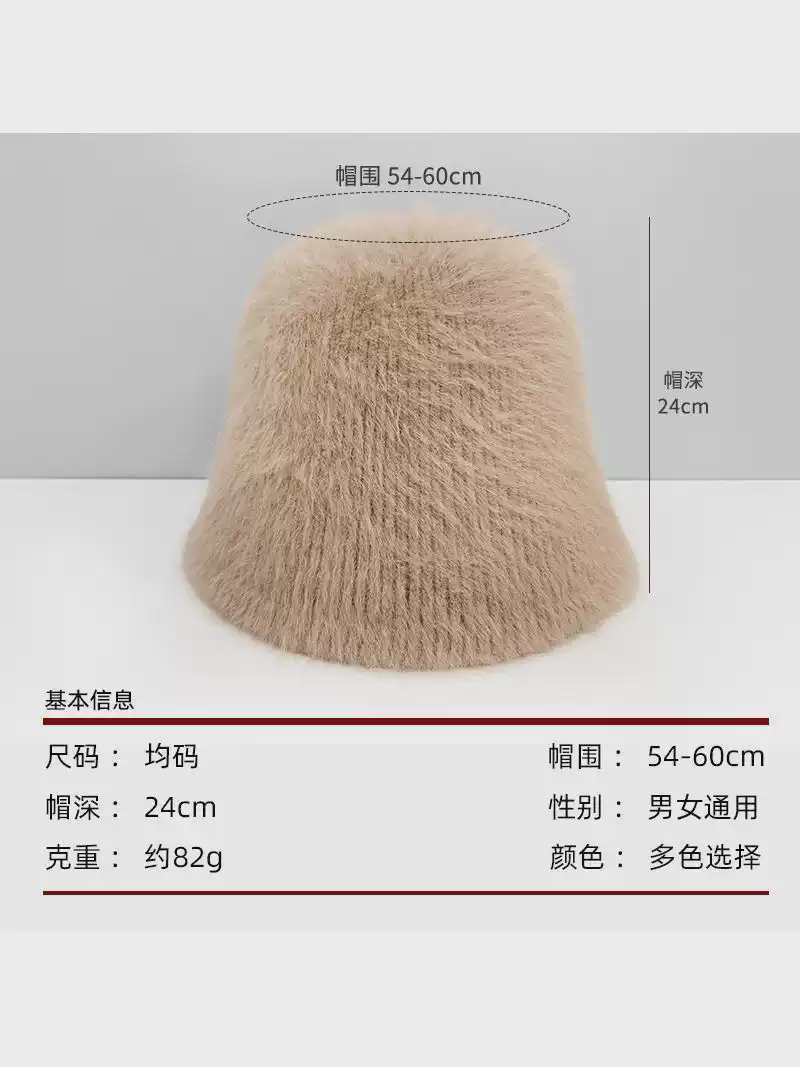 帽围 54-60cm
帽深
24cm
基本信息
尺码： 均码
帽围： 54-60cm
帽深： 24cm
性别： 男女通用
克重： 约82g
颜色： 多色选择